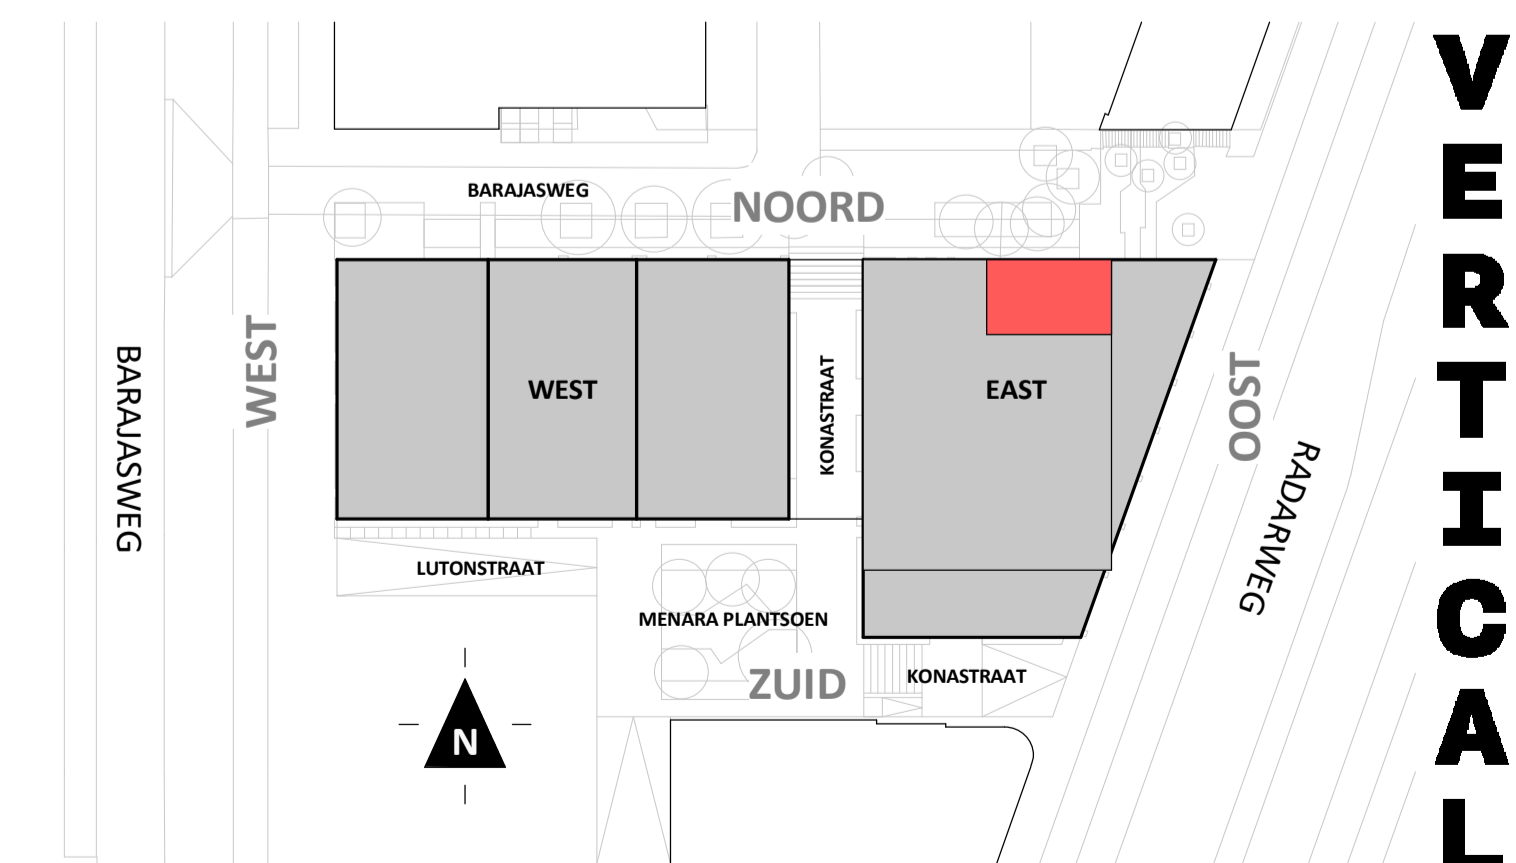 BARAJASWEG
NOORD
WEST
BARAJASWEG
WEST
KONASTRAAT
EAST
OOST
RADARWEG
LUTONSTRAAT
MENARA PLANTSOEN
ZUID
KONASTRAAT
N
VERTICAL